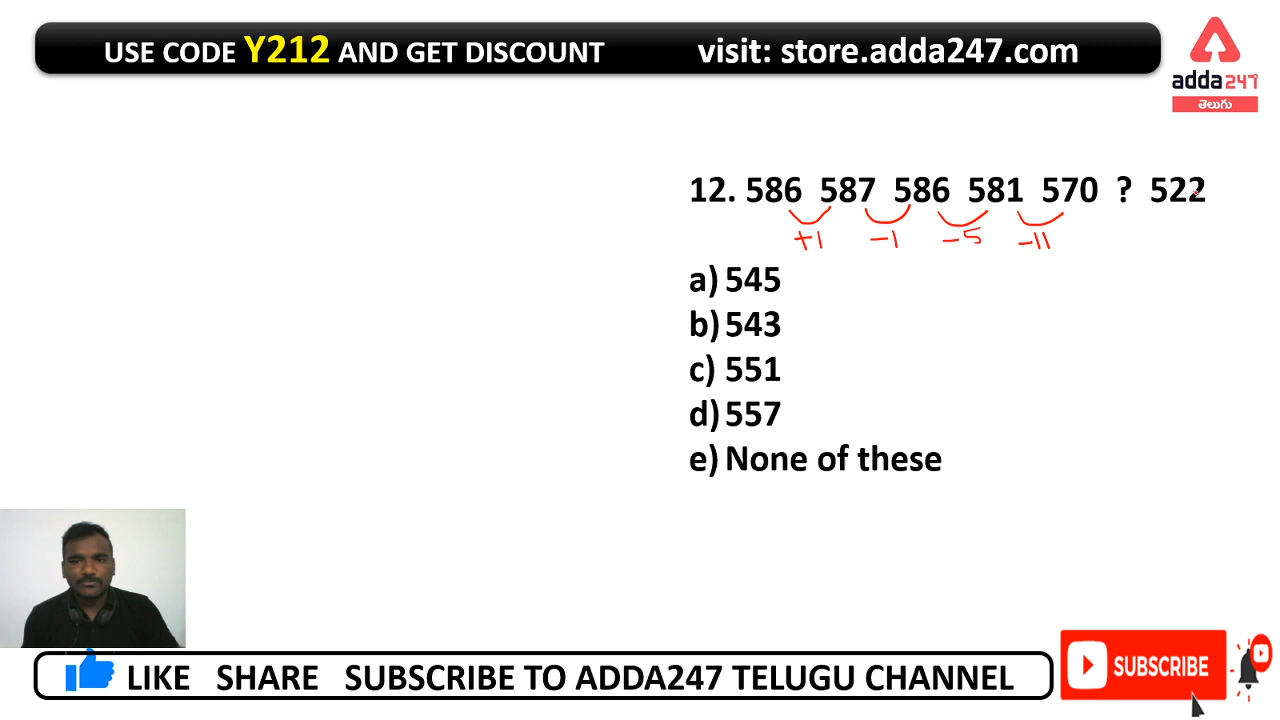 USE CODE Y212 AND GET DISCOUNT visit: store.adda247.com
adda247
తెలుగు
12. 586 587 586 581 570 ? 522
+1 -1 -5 -11
a) 545
b) 543
c) 551
d) 557
e) None of these
LIKE SHARE SUBSCRIBE TO ADDA247 TELUGU CHANNEL
SUBSCRIBE